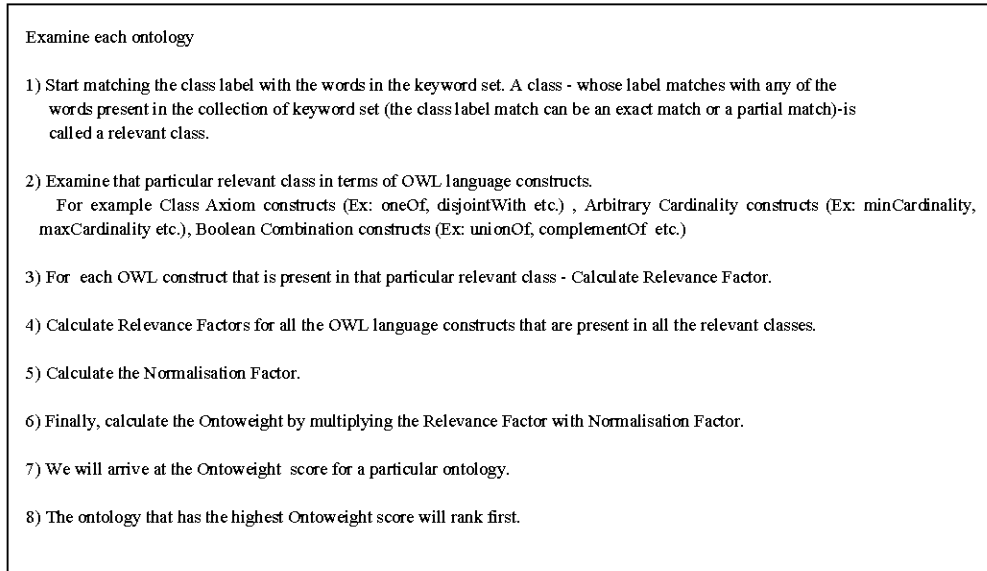 Examine each ontology
1) Start matching the class label with the words in the keyword set. A class - whose label matches with any of the
words present in the collection of keyword set (the class label match can be an exact match or a partial match)-is
called a relevant class.
2) Examine that particular relevant class in terms of OWL language constructs.
For example Class Axiom constructs (Ex: oneOf, disjointWith etc.) , Arbitrary Cardinality constructs (Ex: minCardinality,
maxCardinality etc.), Boolean Combination constructs (Ex: unionOf, complementOf etc.)
3) For each OWL construct that is present in that particular relevant class - Calculate Relevance Factor.
4) Calculate Relevance Factors for all the OWL language constructs that are present in all the relevant classes.
5) Calculate the Normalisation Factor.
6) Finally, calculate the Ontoweight by multiplying the Relevance Factor with Normalisation Factor.
7) We will arrive at the Ontoweight score for a particular ontology.
8) The ontology that has the highest Ontoweight score will rank first.